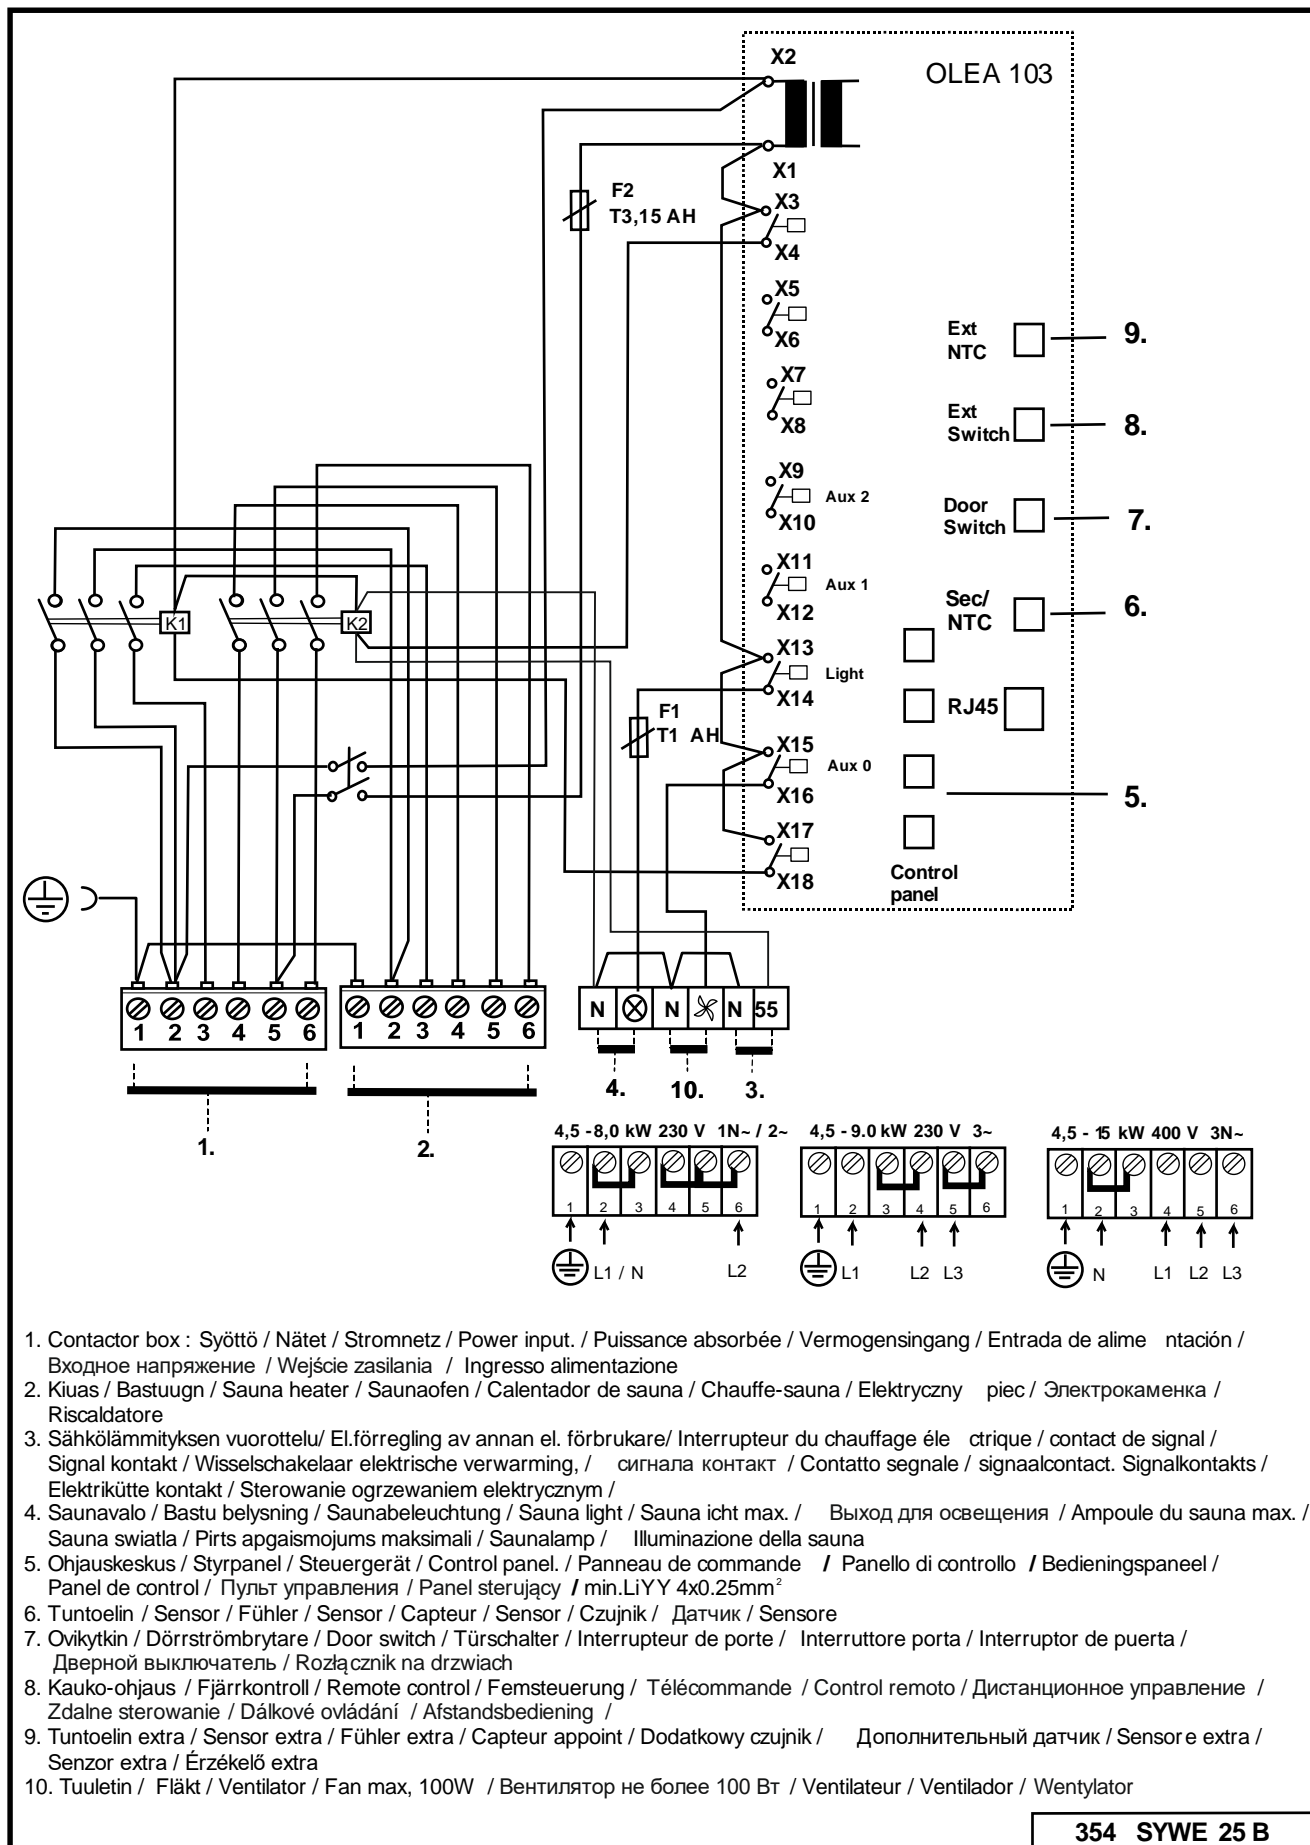 X2
OLEA 103
X1
F2
T3,15 AH
X3
X4
X5
X6
Ext
NTC
9.
X7
X8
Ext
Switch
8.
X9
Aux 2
X10
Door
Switch
7.
X11
Aux 1
X12
Sec/
NTC
6.
K1
K2
X13
Light
X14
RJ45
F1
T1 AH
X15
Aux 0
X16
5.
X17
X18
Control
panel
1 2 3 4 5 6
1 2 3 4 5 6
N N N 55
4. 10. 3.
1. 2.
4,5 -8,0 kW 230 V 1N~ / 2~
1 2 3 4 5 6
L1 / N L2
4,5 - 9.0 kW 230 V 3~
1 2 3 4 5 6
L1 L2 L3
4,5 - 15 kW 400 V 3N~
1 2 3 4 5 6
N L1 L2 L3
1. Contactor box : Syöttö / Nätet / Stromnetz / Power input. / Puissance absorbée / Vermogensingang / Entrada de alime ntación /
Входное напряжение / Wejście zasilania / Ingresso alimentazione
2. Kiuas / Bastuugn / Sauna heater / Saunaofen / Calentador de sauna / Chauffe-sauna / Elektryczny piec / Электрокаменка /
Riscaldatore
3. Sähkölämmityksen vuorottelu/ El.förregling av annan el. förbrukare/ Interrupteur du chauffage éle ctrique / contact de signal /
Signal kontakt / Wisselschakelaar elektrische verwarming, / сигнала контакт / Contatto segnale / signaalcontact. Signalkontakts /
Elektrikütte kontakt / Sterowanie ogrzewaniem elektrycznym /
4. Saunavalo / Bastu belysning / Saunabeleuchtung / Sauna light / Sauna icht max. / Выход для освещения / Ampoule du sauna max. /
Sauna swiatla / Pirts apgaismojums maksimali / Saunalamp / Illuminazione della sauna
5. Ohjauskeskus / Styrpanel / Steuergerät / Control panel. / Panneau de commande / Panello di controllo / Bedieningspaneel /
Panel de control / Пульт управления / Panel sterujący / min.LiYY 4x0.25mm²
6. Tuntoelin / Sensor / Fühler / Sensor / Capteur / Sensor / Czujnik / Датчик / Sensore
7. Ovikytkin / Dörrströmbrytare / Door switch / Türschalter / Interrupteur de porte / Interruttore porta / Interruptor de puerta /
Дверной выключатель / Rozłącznik na drzwiach
8. Kauko-ohjaus / Fjärrkontroll / Remote control / Femsteuerung / Télécommande / Control remoto / Дистанционное управление /
Zdalne sterowanie / Dálkové ovládání / Afstandsbediening /
9. Tuntoelin extra / Sensor extra / Fühler extra / Capteur appoint / Dodatkowy czujnik / Дополнительный датчик / Sensore extra /
Senzor extra / Érzékelő extra
10. Tuuletin / Fläkt / Ventilator / Fan max, 100W / Вентилятор не более 100 Вт / Ventilateur / Ventilador / Wentylator
354 SYWE 25 B